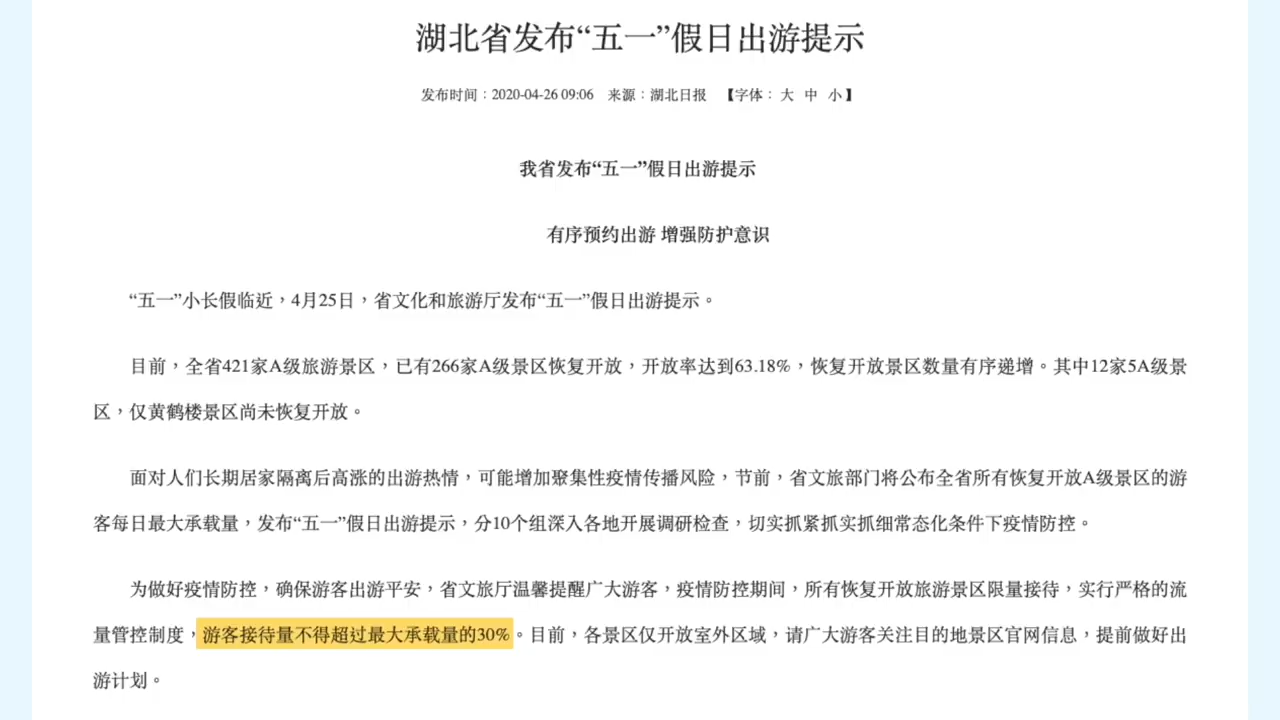 湖北省发布“五一”假日出游提示
发布时间：2020-04-26 09:06 来源：湖北日报 【字体：大 中 小】
我省发布“五一”假日出游提示
有序预约出游 增强防护意识
“五一”小长假临近，4月25日，省文化和旅游厅发布“五一”假日出游提示。
目前，全省421家A级旅游景区，已有266家A级景区恢复开放，开放率达到63.18%，恢复开放景区数量有序递增。其中12家5A级景
区，仅黄鹤楼景区尚未恢复开放。
面对人们长期居家隔离后高涨的出游热情，可能增加聚集性疫情传播风险，节前，省文旅部门将公布全省所有恢复开放A级景区的游
客每日最大承载量，发布“五一”假日出游提示，分10个组深入各地开展调研检查，切实抓紧抓实抓细常态化条件下疫情防控。
为做好疫情防控，确保游客出游平安，省文旅厅温馨提醒广大游客，疫情防控期间，所有恢复开放旅游景区限量接待，实行严格的流
量管控制度，游客接待量不得超过最大承载量的30%。目前，各景区仅开放室外区域，请广大游客关注目的地景区官网信息，提前做好出
游计划。